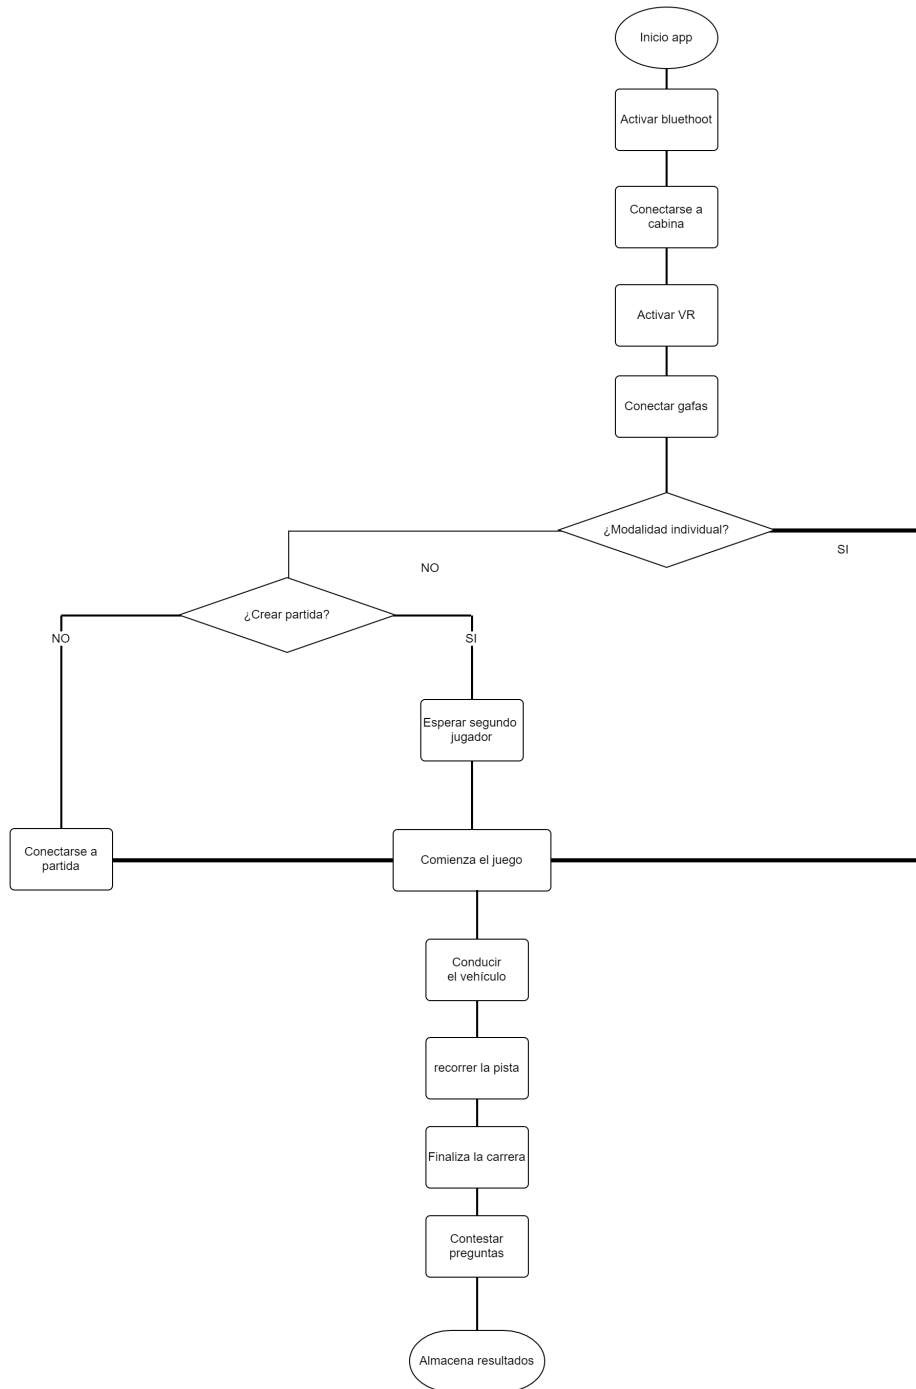 Inicio app
Activar bluethoot
Conectarse a
cabina
Activar VR
Conectar gafas
¿Modalidad individual?
SI
NO
¿Crear partida?
NO
SI
Esperar segundo
jugador
Conectarse a
partida
Comienza el juego
Conducir
el vehículo
recorrer la pista
Finaliza la carrera
Contestar
preguntas
Almacena resultados